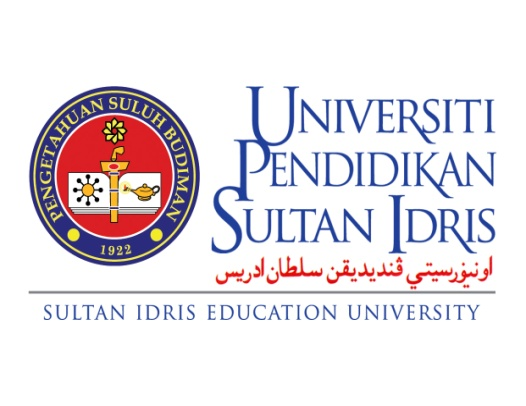 PENGETAHUAN SULUH BUDIMAN
1922
UNIVERSITI
PENDIDIKAN
SULTAN IDRIS
اونيۏرسيتي ڤنديديقن سلطان ادريس
SULTAN IDRIS EDUCATION UNIVERSITY